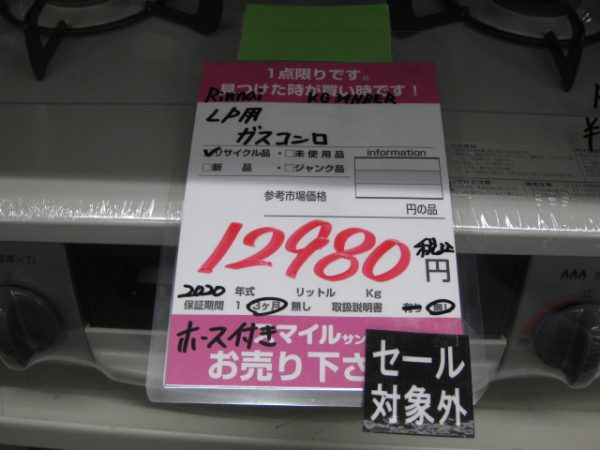 1点限りです。
見つけた時が買い時です！
Rinnai
LP用
ガスコンロ
☑リサイクル品・□未使用品
□新 品・□ジャンク品
information
参考市場価格
円の品
12980 税込 円
2020 年式 リットル Kg
保証期間 1 3ヶ月 無し 取扱説明書 有り 無し
ホース付き
マイルサン
お売り下さ
セール
対象外
止
止
AAA